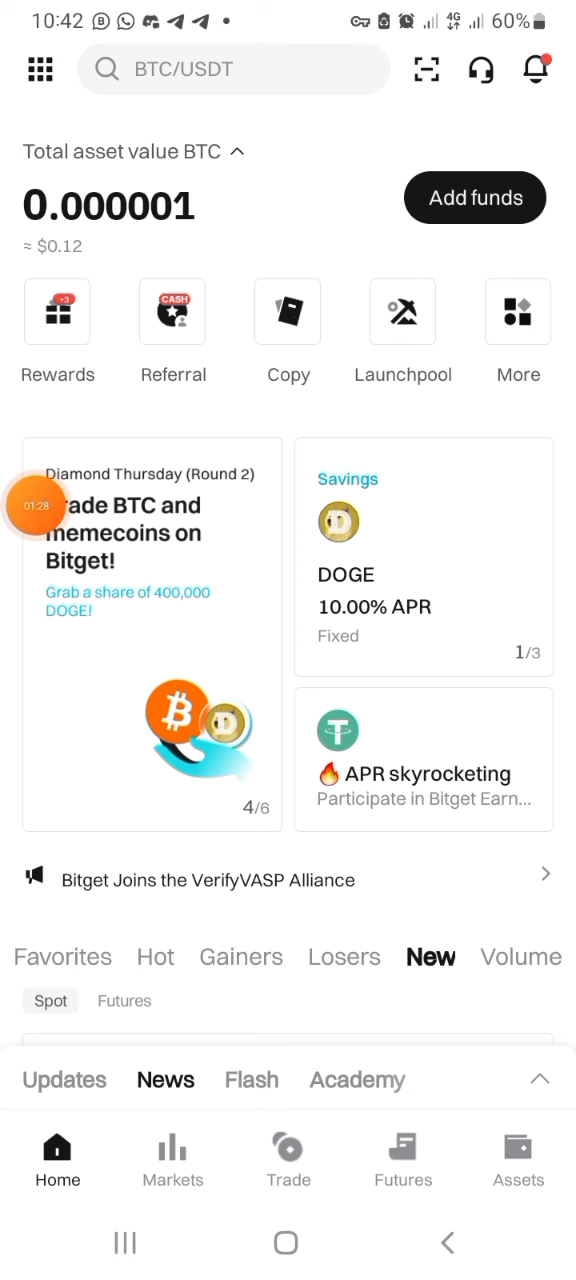 10:42 4G 60%
BTC/USDT
Total asset value BTC
0.000001
Add funds
≈ $0.12
+3
CASH
Rewards Referral Copy Launchpool More
Diamond Thursday (Round 2)
rade BTC and
memecoins on
Bitget!
Grab a share of 400,000
DOGE!
4/6
01:28
Savings
DOGE
10.00% APR
Fixed
1/3
APR skyrocketing
Participate in Bitget Earn...
Bitget Joins the VerifyVASP Alliance
Favorites Hot Gainers Losers New Volume
Spot Futures
Updates News Flash Academy
Home Markets Trade Futures Assets